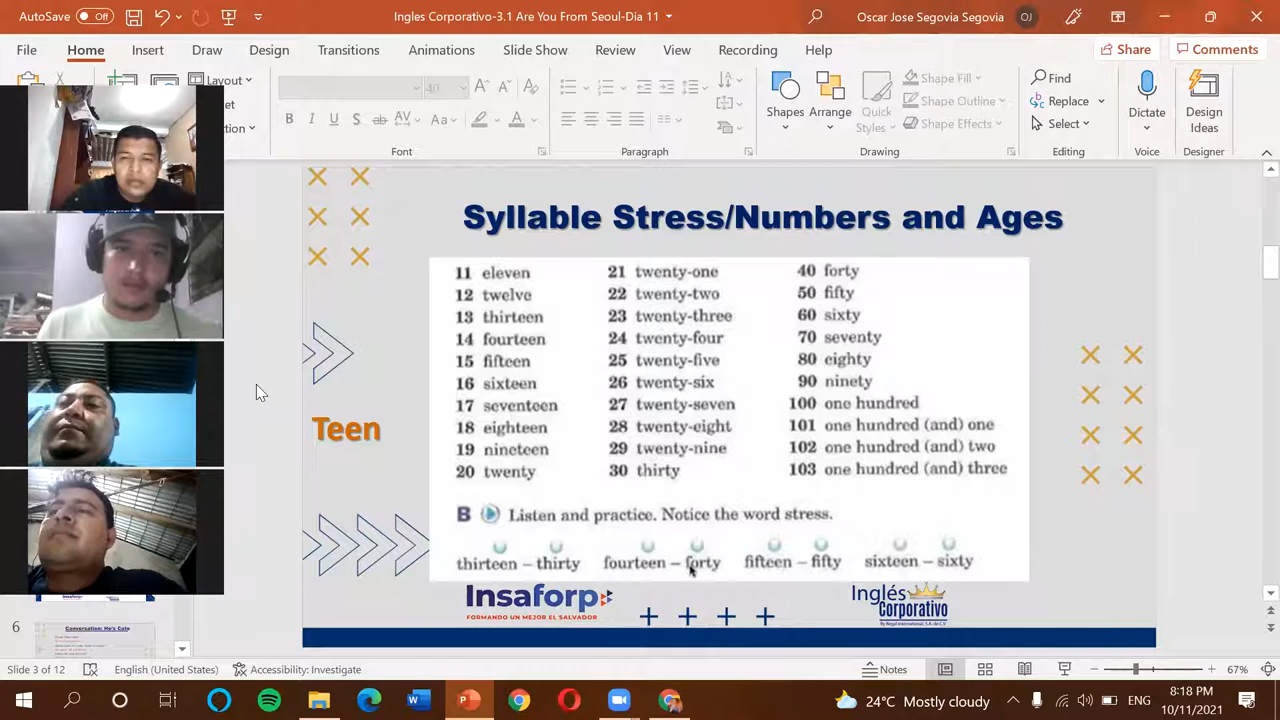 AutoSave Off Ingles Corporativo-3.1 Are You From Seoul-Dia 11 Oscar Jose Segovia Segovia OJ
File Home Insert Draw Design Transitions Animations Slide Show Review View Recording Help Share Comments
Layout Shapes Arrange Quick Styles Shape Fill Shape Outline Shape Effects Find Replace Select Dictate Design Ideas
Font Paragraph Drawing Editing Voice Designer
Syllable Stress/Numbers and Ages
11 eleven 21 twenty-one 40 forty
12 twelve 22 twenty-two 50 fifty
13 thirteen 23 twenty-three 60 sixty
14 fourteen 24 twenty-four 70 seventy
15 fifteen 25 twenty-five 80 eighty
16 sixteen 26 twenty-six 90 ninety
17 seventeen 27 twenty-seven 100 one hundred
18 eighteen 28 twenty-eight 101 one hundred (and) one
19 nineteen 29 twenty-nine 102 one hundred (and) two
20 twenty 30 thirty 103 one hundred (and) three
Teen
B Listen and practice. Notice the word stress.
thirteen – thirty fourteen – forty fifteen – fifty sixteen – sixty
Insaforp
FORMANDO UN MEJOR EL SALVADOR
Inglés
Corporativo
6
Conversation: He's Cute
Slide 3 of 12 English (United States) Accessibility: Investigate Notes 67%
24°C Mostly cloudy ENG 8:18 PM
10/11/2021